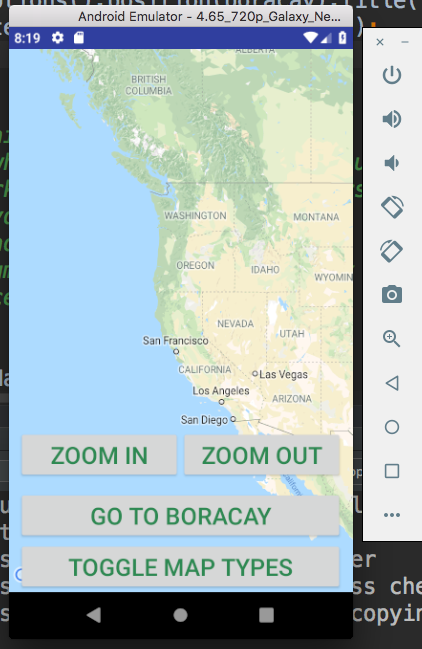 Android Emulator - 4.65_720p_Galaxy_Ne...
8:19
ALBERTA
BRITISH
COLUMBIA
WASHINGTON
MONTANA
OREGON
IDAHO
WYOMIN
NEVADA
UTAH
San Francisco
CALIFORNIA
Las Vegas
Los Angeles
ARIZONA
San Diego
ZOOM IN
ZOOM OUT
GO TO BORACAY
TOGGLE MAP TYPES
er
ss che
copyin